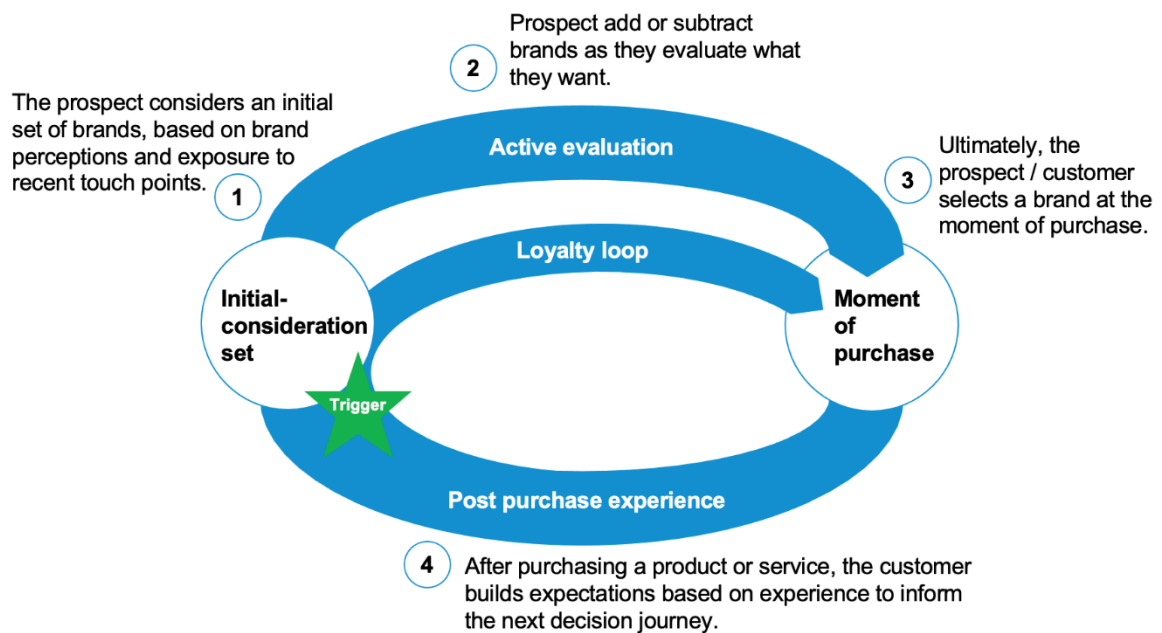 2
Prospect add or subtract
brands as they evaluate what
they want.
The prospect considers an initial
set of brands, based on brand
perceptions and exposure to
recent touch points.
1
Active evaluation
3
Ultimately, the
prospect / customer
selects a brand at the
moment of purchase.
Loyalty loop
Initial-
consideration
set
Moment
of
purchase
Trigger
Post purchase experience
4
After purchasing a product or service, the customer
builds expectations based on experience to inform
the next decision journey.